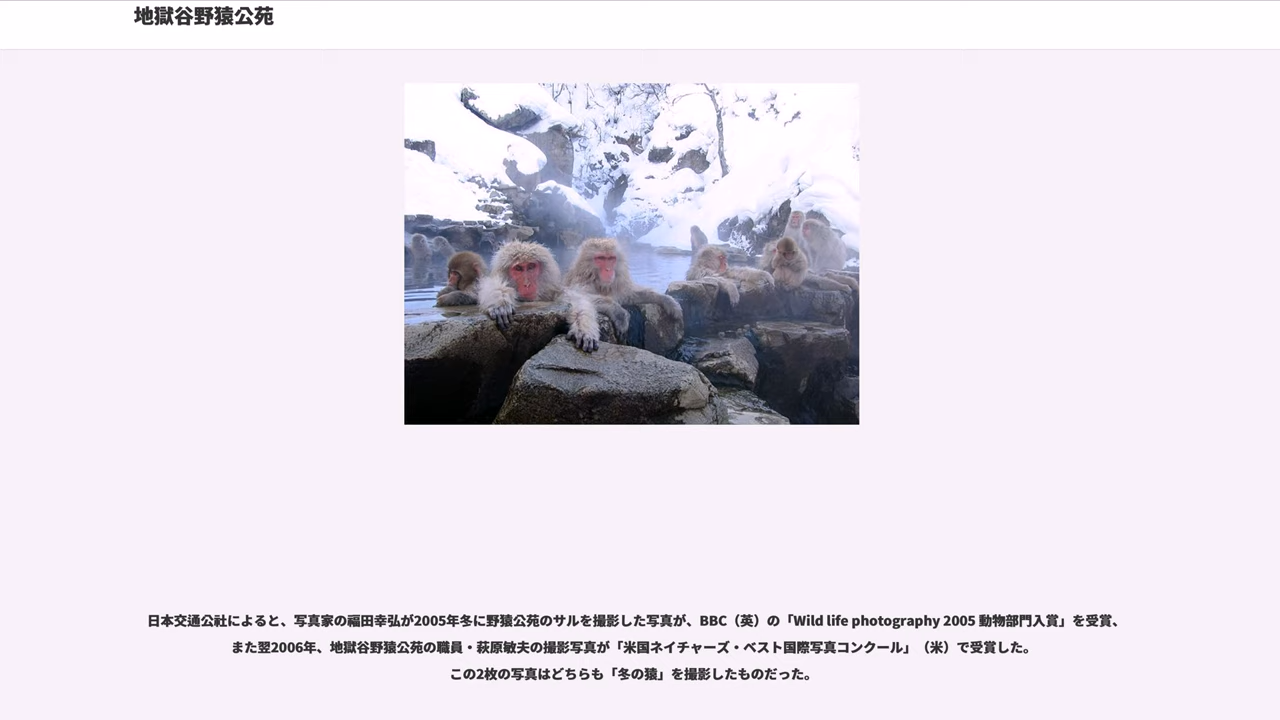 地獄谷野猿公苑
日本交通公社によると、写真家の福田幸弘が2005年冬に野猿公苑のサルを撮影した写真が、BBC（英）の「Wild life photography 2005 動物部門入賞」を受賞、
また翌2006年、地獄谷野猿公苑の職員・萩原敏夫の撮影写真が「米国ネイチャーズ・ベスト国際写真コンクール」（米）で受賞した。
この2枚の写真はどちらも「冬の猿」を撮影したものだった。